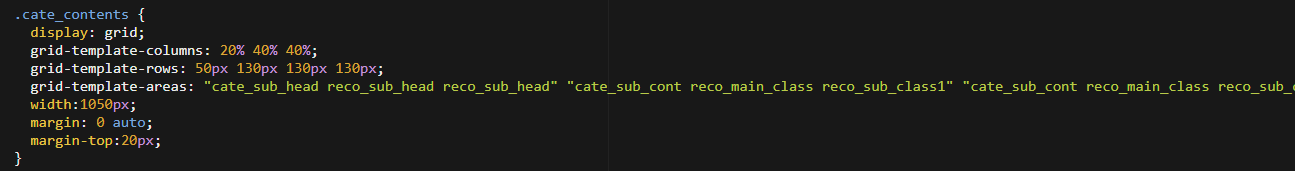 .cate_contents {
display: grid;
grid-template-columns: 20% 40% 40%;
grid-template-rows: 50px 130px 130px 130px;
grid-template-areas: "cate_sub_head reco_sub_head reco_sub_head" "cate_sub_cont reco_main_class reco_sub_class1" "cate_sub_cont reco_main_class
width:1050px;
margin: 0 auto;
margin-top:20px;
}